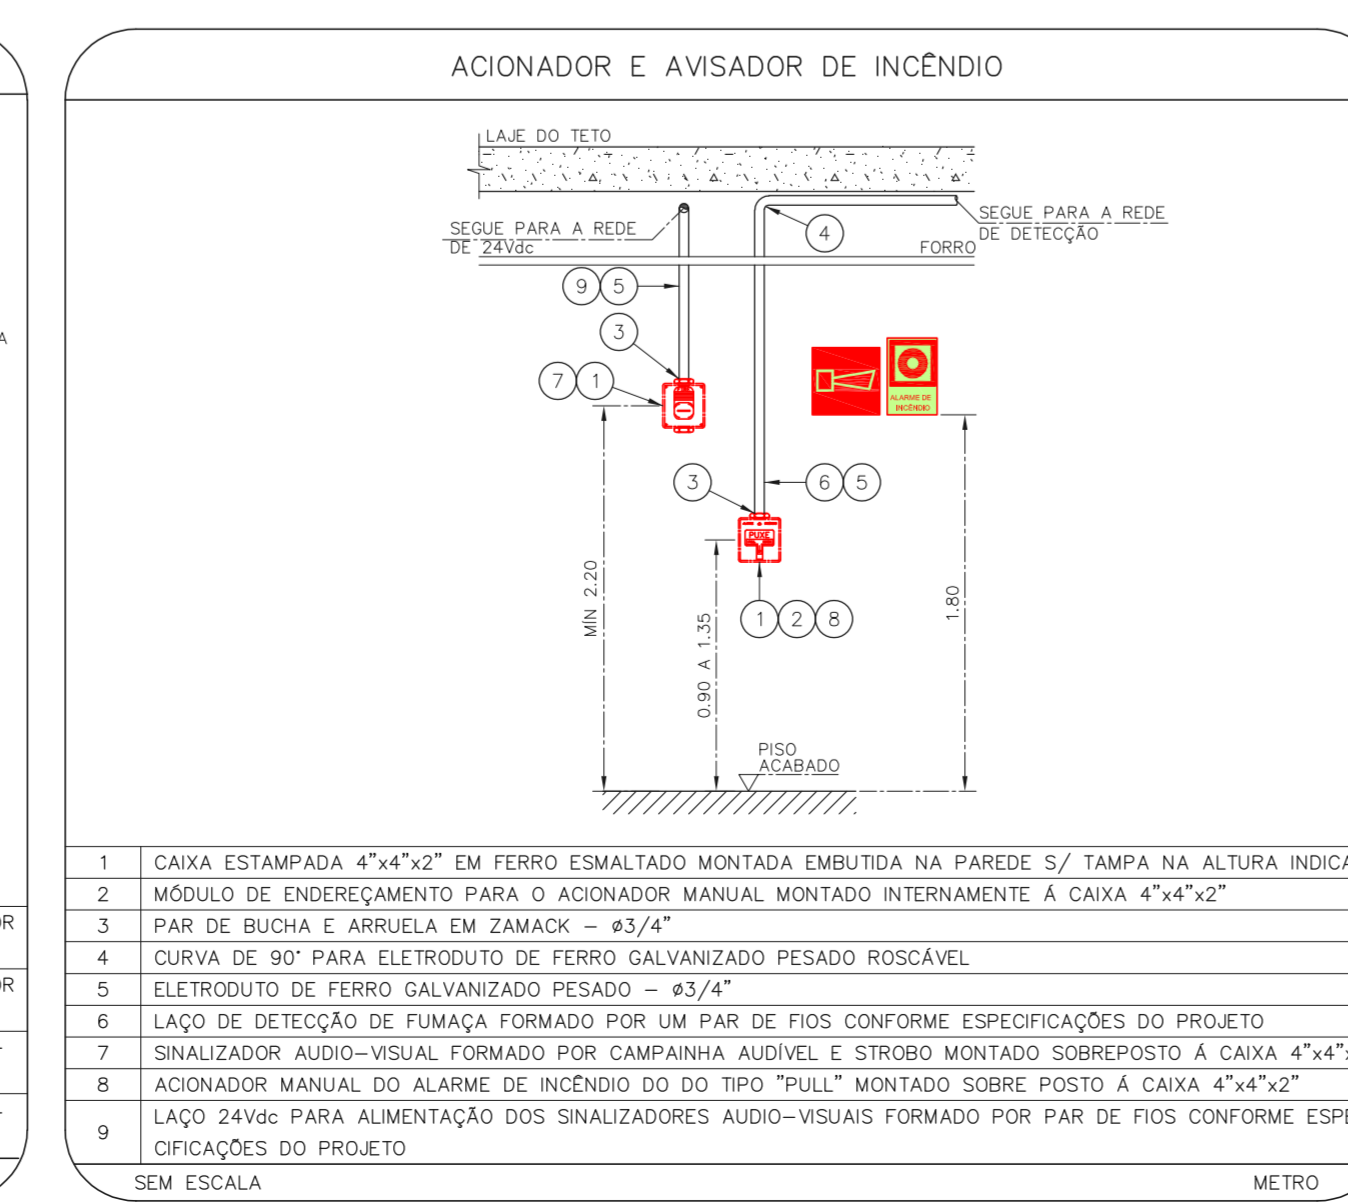 ACIONADOR E AVISADOR DE INCÊNDIO
LAJE DO TETO
SEGUE PARA A REDE
DE 24Vdc
SEGUE PARA A REDE
DE DETECÇÃO
4
FORRO
9 5
3
7 1
ALARME DE
INCÊNDIO
3
6 5
PUXE
MÍN 2.20
0.90 A 1.35
1 2 8
1.80
PISO
ACABADO
1 CAIXA ESTAMPADA 4"x4"x2" EM FERRO ESMALTADO MONTADA EMBUTIDA NA PAREDE S/ TAMPA NA ALTURA INDICA
2 MÓDULO DE ENDEREÇAMENTO PARA O ACIONADOR MANUAL MONTADO INTERNAMENTE Á CAIXA 4"x4"x2"
3 PAR DE BUCHA E ARRUELA EM ZAMACK – ø3/4"
4 CURVA DE 90° PARA ELETRODUTO DE FERRO GALVANIZADO PESADO ROSCÁVEL
5 ELETRODUTO DE FERRO GALVANIZADO PESADO – ø3/4"
6 LAÇO DE DETECÇÃO DE FUMAÇA FORMADO POR UM PAR DE FIOS CONFORME ESPECIFICAÇÕES DO PROJETO
7 SINALIZADOR AUDIO–VISUAL FORMADO POR CAMPAINHA AUDÍVEL E STROBO MONTADO SOBREPOSTO Á CAIXA 4"x4"x
8 ACIONADOR MANUAL DO ALARME DE INCÊNDIO DO DO TIPO "PULL" MONTADO SOBRE POSTO Á CAIXA 4"x4"x2"
9 LAÇO 24Vdc PARA ALIMENTAÇÃO DOS SINALIZADORES AUDIO–VISUAIS FORMADO POR PAR DE FIOS CONFORME ESPE
CIFICAÇÕES DO PROJETO
SEM ESCALA
METRO
A
OR
OR